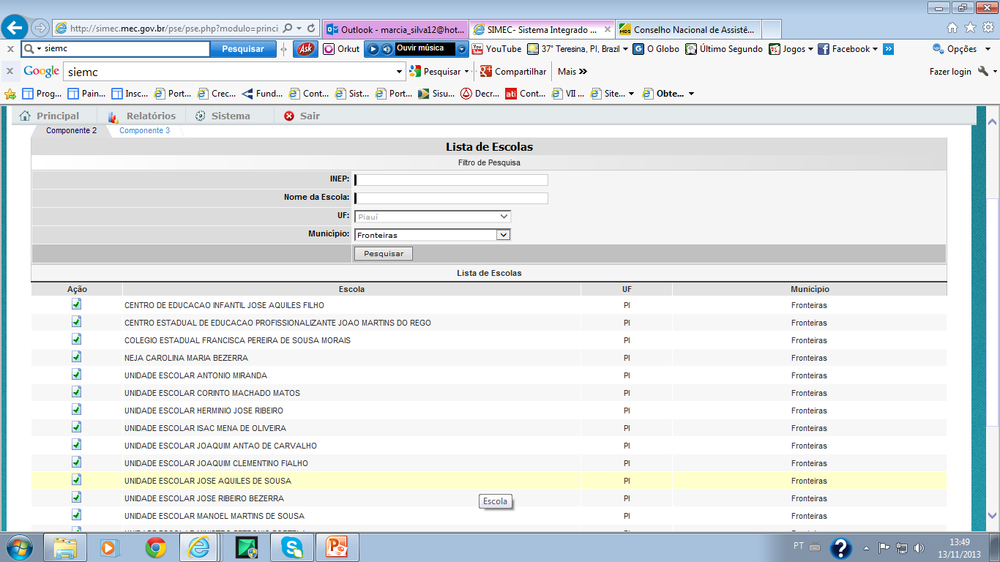 http://simec.mec.gov.br/pse/pse.php?modulo=princi
Outlook - marcia_silva12@hot...
SIMEC- Sistema Integrado ...
MDS Conselho Nacional de Assistê...
x siemc Pesquisar Ask Orkut Ouvir música YouTube 37° Teresina, PI, Brazil O Globo Último Segundo Jogos Facebook » Opções
x Google siemc Pesquisar Compartilhar Mais » Fazer login
Prog... Pain... Insc... Port... Crec... Fund... Cont... Sist... Port... Sisu... Decr... ati Cont... VII ... Site... Obte...
Principal Relatórios Sistema Sair
Componente 2 Componente 3
Lista de Escolas
Filtro de Pesquisa
INEP:
Nome da Escola:
UF: Piauí
Município: Fronteiras
Pesquisar
Lista de Escolas
Ação Escola UF Município
CENTRO DE EDUCACAO INFANTIL JOSE AQUILES FILHO PI Fronteiras
CENTRO ESTADUAL DE EDUCACAO PROFISSIONALIZANTE JOAO MARTINS DO REGO PI Fronteiras
COLEGIO ESTADUAL FRANCISCA PEREIRA DE SOUSA MORAIS PI Fronteiras
NEJA CAROLINA MARIA BEZERRA PI Fronteiras
UNIDADE ESCOLAR ANTONIO MIRANDA PI Fronteiras
UNIDADE ESCOLAR CORINTO MACHADO MATOS PI Fronteiras
UNIDADE ESCOLAR HERMINIO JOSE RIBEIRO PI Fronteiras
UNIDADE ESCOLAR ISAC MENA DE OLIVEIRA PI Fronteiras
UNIDADE ESCOLAR JOAQUIM ANTAO DE CARVALHO PI Fronteiras
UNIDADE ESCOLAR JOAQUIM CLEMENTINO FIALHO PI Fronteiras
UNIDADE ESCOLAR JOSE AQUILES DE SOUSA PI Fronteiras
UNIDADE ESCOLAR JOSE RIBEIRO BEZERRA PI Fronteiras
Escola
UNIDADE ESCOLAR MANOEL MARTINS DE SOUSA PI Fronteiras
PT
13:49
13/11/2013